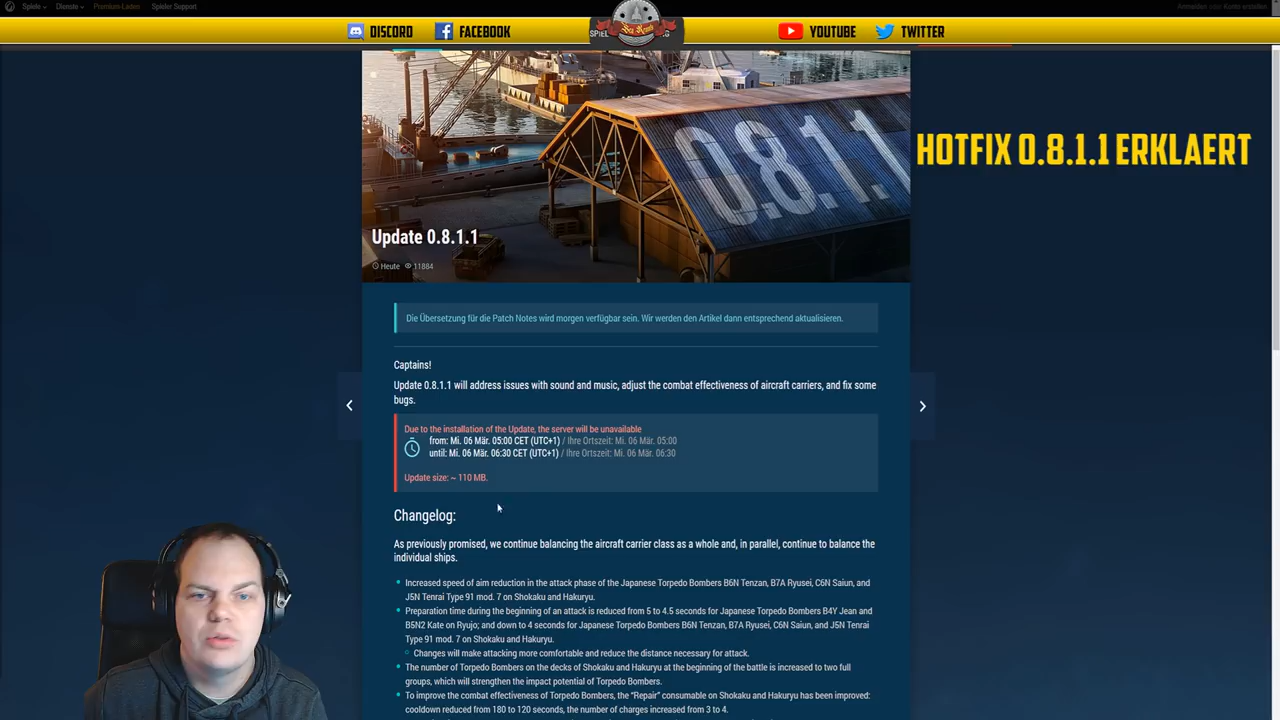 Spiele Dienste Premium-Laden Spieler Support Anmelden oder Konto erstellen
DISCORD FACEBOOK Sea Rents YOUTUBE TWITTER
HOTFIX 0.8.1.1 ERKLAERT
0.8.1.1
Update 0.8.1.1
Heute 11884
Die Übersetzung für die Patch Notes wird morgen verfügbar sein. Wir werden den Artikel dann entsprechend aktualisieren.
Captains!
Update 0.8.1.1 will address issues with sound and music, adjust the combat effectiveness of aircraft carriers, and fix some
bugs.
Due to the installation of the Update, the server will be unavailable
from: Mi. 06 Mär. 05:00 CET (UTC+1) / Ihre Ortszeit: Mi. 06 Mär. 05:00
until: Mi. 06 Mär. 06:30 CET (UTC+1) / Ihre Ortszeit: Mi. 06 Mär. 06:30
Update size: ~ 110 MB.
Changelog:
As previously promised, we continue balancing the aircraft carrier class as a whole and, in parallel, continue to balance the
individual ships.
Increased speed of aim reduction in the attack phase of the Japanese Torpedo Bombers B6N Tenzan, B7A Ryusei, C6N Saiun, and
J5N Tenrai Type 91 mod. 7 on Shokaku and Hakuryu.
Preparation time during the beginning of an attack is reduced from 5 to 4.5 seconds for Japanese Torpedo Bombers B4Y Jean and
B5N2 Kate on Ryujo; and down to 4 seconds for Japanese Torpedo Bombers B6N Tenzan, B7A Ryusei, C6N Saiun, and J5N Tenrai
Type 91 mod. 7 on Shokaku and Hakuryu.
Changes will make attacking more comfortable and reduce the distance necessary for attack.
The number of Torpedo Bombers on the decks of Shokaku and Hakuryu at the beginning of the battle is increased to two full
groups, which will strengthen the impact potential of Torpedo Bombers.
To improve the combat effectiveness of Torpedo Bombers, the "Repair" consumable on Shokaku and Hakuryu has been improved:
cooldown reduced from 180 to 120 seconds, the number of charges increased from 3 to 4.